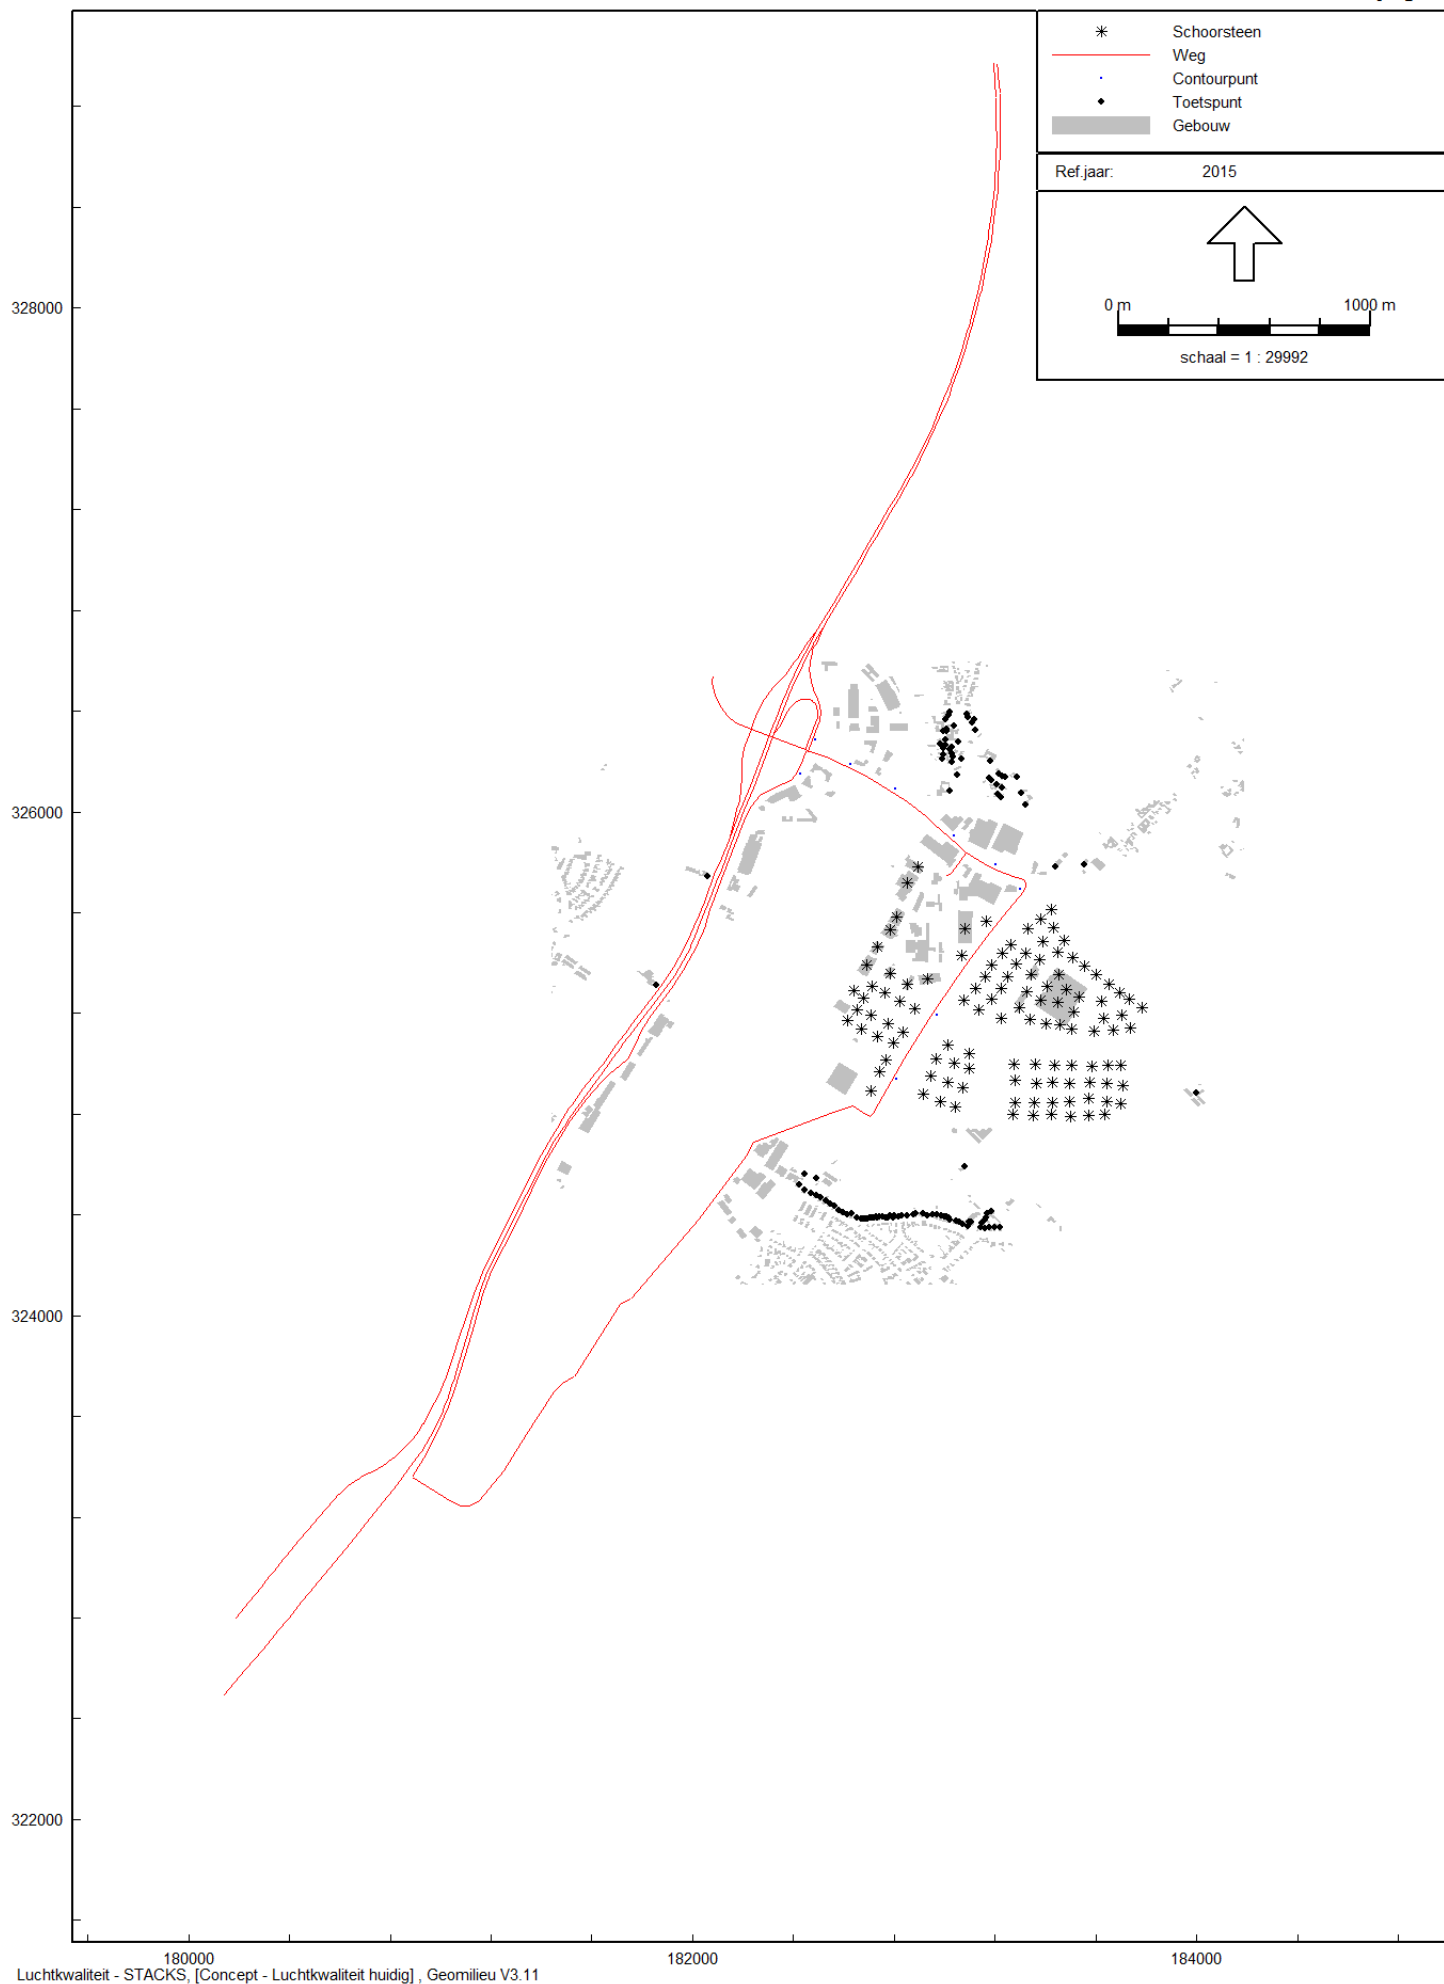 Schoorsteen
Weg
Contourpunt
Toetspunt
Gebouw
Ref.jaar: 2015
0 m 1000 m
schaal = 1 : 29992
328000
326000
324000
322000
180000 182000 184000
Luchtkwaliteit - STACKS, [Concept - Luchtkwaliteit huidig] , Geomilieu V3.11